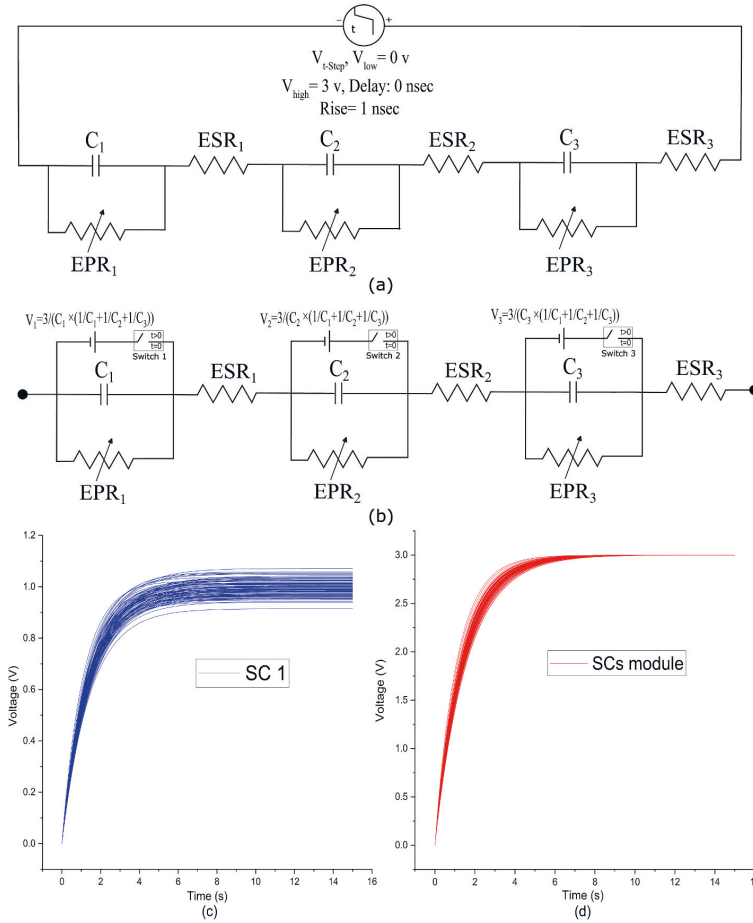 − t +
V_t-Step, V_low= 0 v
V_high= 3 v, Delay: 0 nsec
Rise= 1 nsec
C₁ ESR₁ C₂ ESR₂ C₃ ESR₃
EPR₁ EPR₂ EPR₃
(a)
V₁=3/(C₁ ×(1/C₁+1/C₂+1/C₃)) V₂=3/(C₂ ×(1/C₁+1/C₂+1/C₃)) V₃=3/(C₃ ×(1/C₁+1/C₂+1/C₃))
t>0 t>0 t>0
t=0 t=0 t=0
Switch 1 Switch 2 Switch 3
C₁ ESR₁ C₂ ESR₂ C₃ ESR₃
EPR₁ EPR₂ EPR₃
(b)
1.2
1.0
0.8
0.6
0.4
0.2
0.0
Voltage (V)
SC 1
0 2 4 6 8 10 12 14 16
Time (s)
(c)
3.0
2.5
2.0
1.5
1.0
0.5
0.0
Voltage (V)
SCs module
0 2 4 6 8 10 12 14 16
Time (s)
(d)